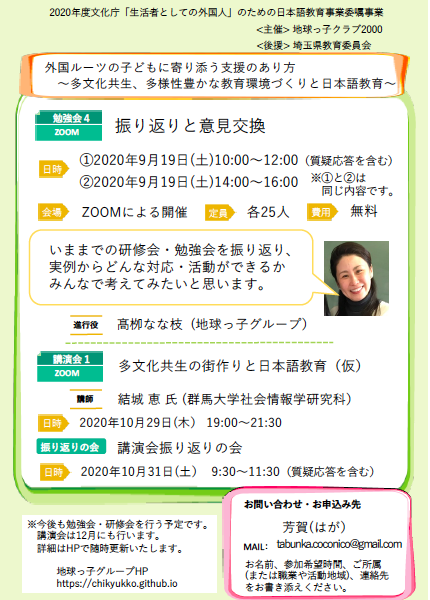 2020年度文化庁「生活者としての外国人」のための日本語教育事業委嘱事業
<主催> 地球っ子クラブ2000
<後援> 埼玉県教育委員会
外国ルーツの子どもに寄り添う支援のあり方
～多文化共生、多様性豊かな教育環境づくりと日本語教育～
勉強会4
ZOOM
振り返りと意見交換
日時
①2020年9月19日(土)10:00～12:00（質疑応答を含む）
②2020年9月19日(土)14:00～16:00
※①と②は
同じ内容です。
会場 ZOOMによる開催 定員 各25人 費用 無料
いままでの研修会・勉強会を振り返り、
実例からどんな対応・活動ができるか
みんなで考えてみたいと思います。
進行役 髙栁なな枝（地球っ子グループ）
講演会1
ZOOM
多文化共生の街作りと日本語教育（仮）
講師 結城 恵 氏 (群馬大学社会情報学研究科)
日時 2020年10月29日(木) 19:00～21:30
振り返りの会 講演会振り返りの会
日時 2020年10月31日(土) 9:30～11:30（質疑応答を含む）
※今後も勉強会・研修会を行う予定です。
講演会は12月にも行います。
詳細はHPで随時更新いたします。
地球っ子グループHP
https://chikyukko.github.io
お問い合わせ・お申込み先
芳賀(はが)
MAIL： tabunka.coconico@gmail.com
お名前、参加希望時間、ご所属
(または職業や活動地域)、連絡先
をお書き添えください。